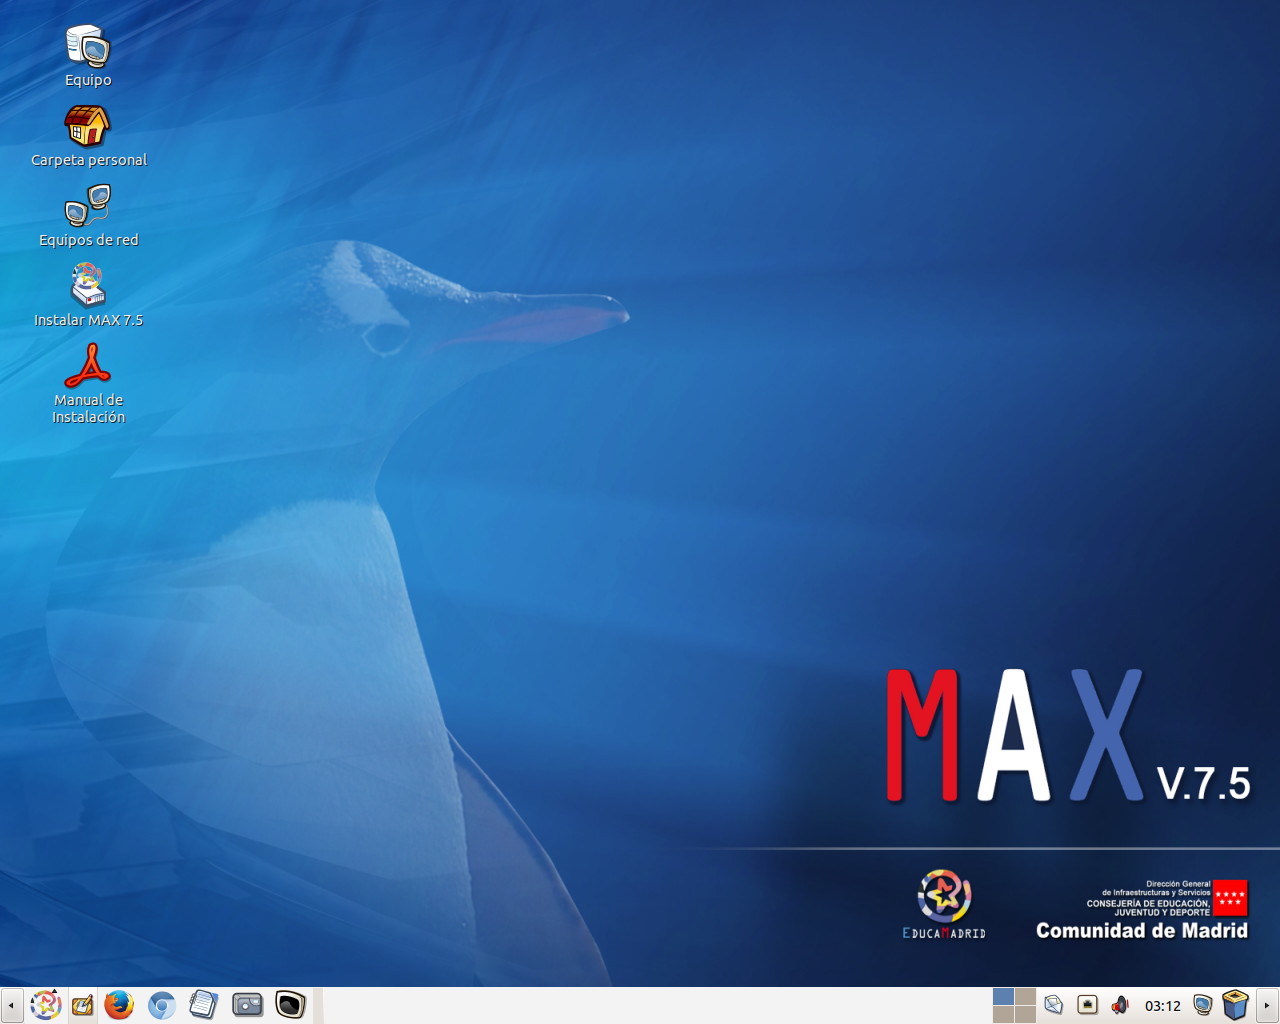 Equipo
Carpeta personal
Equipos de red
Instalar MAX 7.5
Manual de
Instalación
MAX V.7.5
EDUCAMADRID
Dirección General
de Infraestructuras y Servicios
CONSEJERÍA DE EDUCACIÓN,
JUVENTUD Y DEPORTE
Comunidad de Madrid
03:12